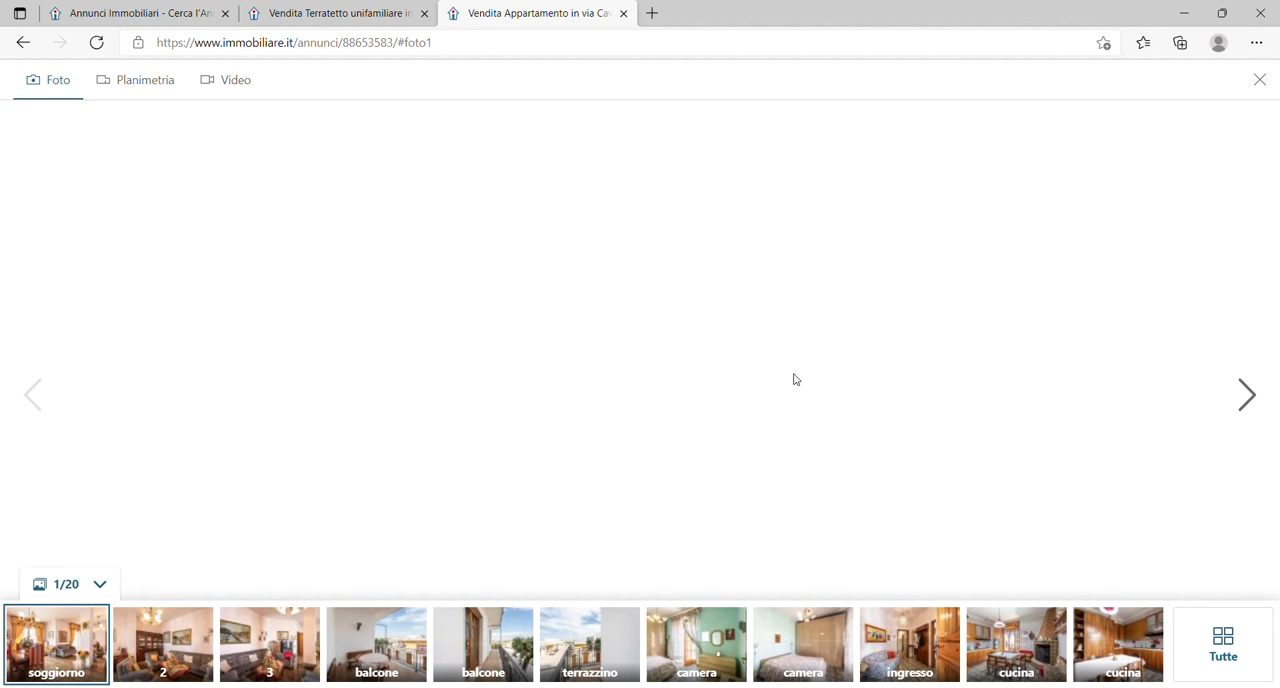 Annunci Immobiliari - Cerca l'An
Vendita Terratetto unifamiliare in
Vendita Appartamento in via Cav
https://www.immobiliare.it/annunci/88653583/#foto1
Foto
Planimetria
Video
1/20
soggiorno
2
3
balcone
balcone
terrazzino
camera
camera
ingresso
cucina
cucina
Tutte